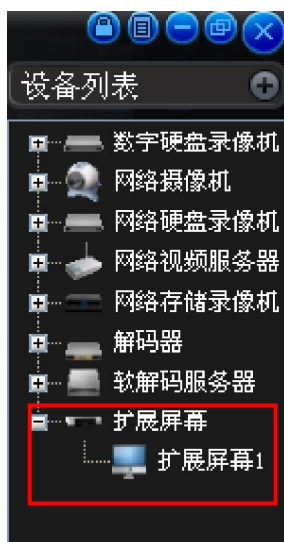 设备列表
数字硬盘录像机
网络摄像机
网络硬盘录像机
网络视频服务器
网络存储录像机
解码器
软解码服务器
扩展屏幕
扩展屏幕1